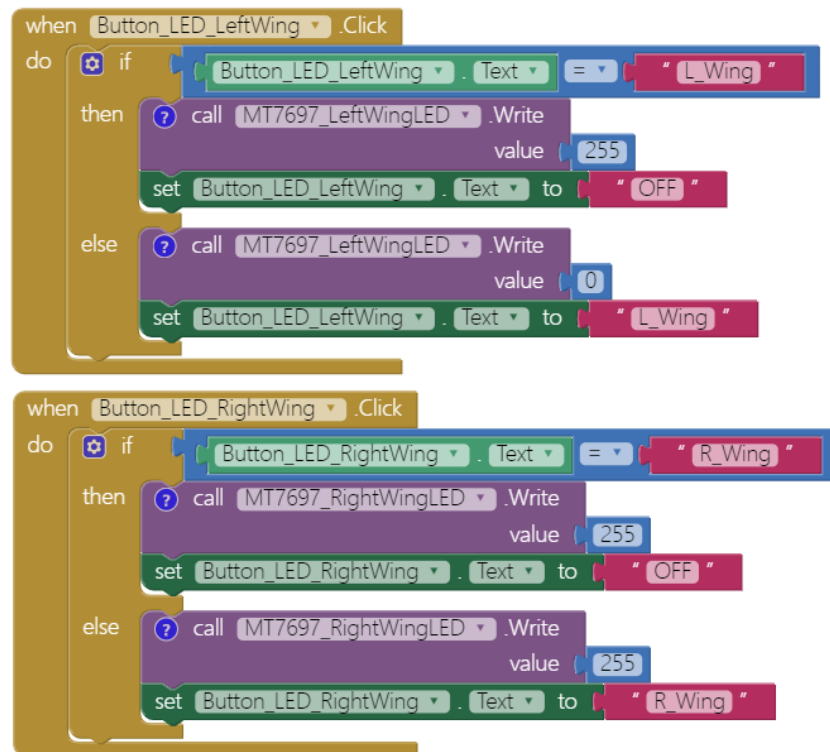 when Button_LED_LeftWing .Click
do if Button_LED_LeftWing . Text = " L_Wing "
then ? call MT7697_LeftWingLED .Write
value 255
set Button_LED_LeftWing . Text to " OFF "
else ? call MT7697_LeftWingLED .Write
value 0
set Button_LED_LeftWing . Text to " L_Wing "
when Button_LED_RightWing .Click
do if Button_LED_RightWing . Text = " R_Wing "
then ? call MT7697_RightWingLED .Write
value 255
set Button_LED_RightWing . Text to " OFF "
else ? call MT7697_RightWingLED .Write
value 255
set Button_LED_RightWing . Text to " R_Wing "